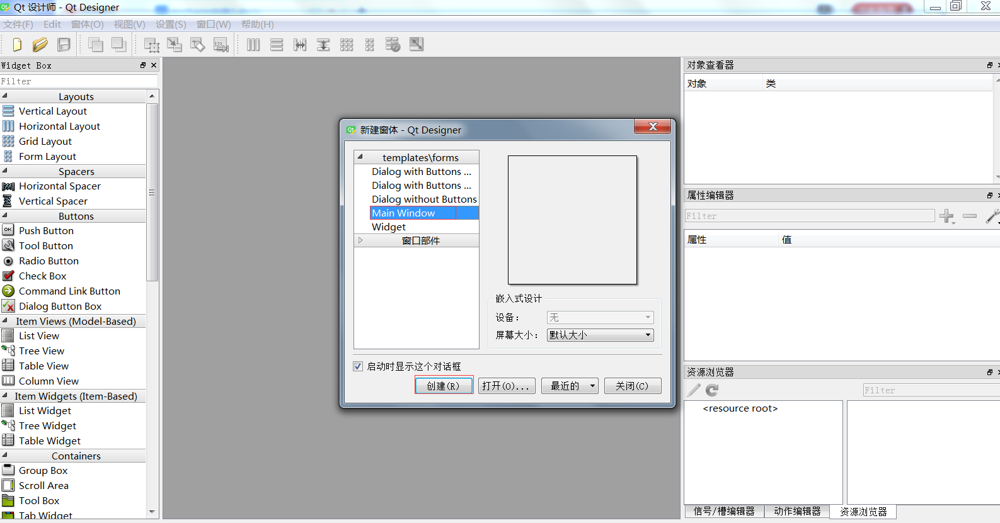 Qt 设计师 - Qt Designer
文件(F) Edit 窗体(O) 视图(V) 设置(S) 窗口(W) 帮助(H)
Widget Box
Filter
Layouts
Vertical Layout
Horizontal Layout
Grid Layout
Form Layout
Spacers
Horizontal Spacer
Vertical Spacer
Buttons
Push Button
Tool Button
Radio Button
Check Box
Command Link Button
Dialog Button Box
Item Views (Model-Based)
List View
Tree View
Table View
Column View
Item Widgets (Item-Based)
List Widget
Tree Widget
Table Widget
Containers
Group Box
Scroll Area
Tool Box
Tab Widget
新建窗体 - Qt Designer
templates\forms
Dialog with Buttons ...
Dialog with Buttons ...
Dialog without Buttons
Main Window
Widget
窗口部件
嵌入式设计
设备： 无
屏幕大小： 默认大小
启动时显示这个对话框
创建(R) 打开(O)... 最近的 关闭(C)
对象查看器
对象 类
属性编辑器
Filter
属性 值
资源浏览器
Filter
<resource root>
信号/槽编辑器 动作编辑器 资源浏览器